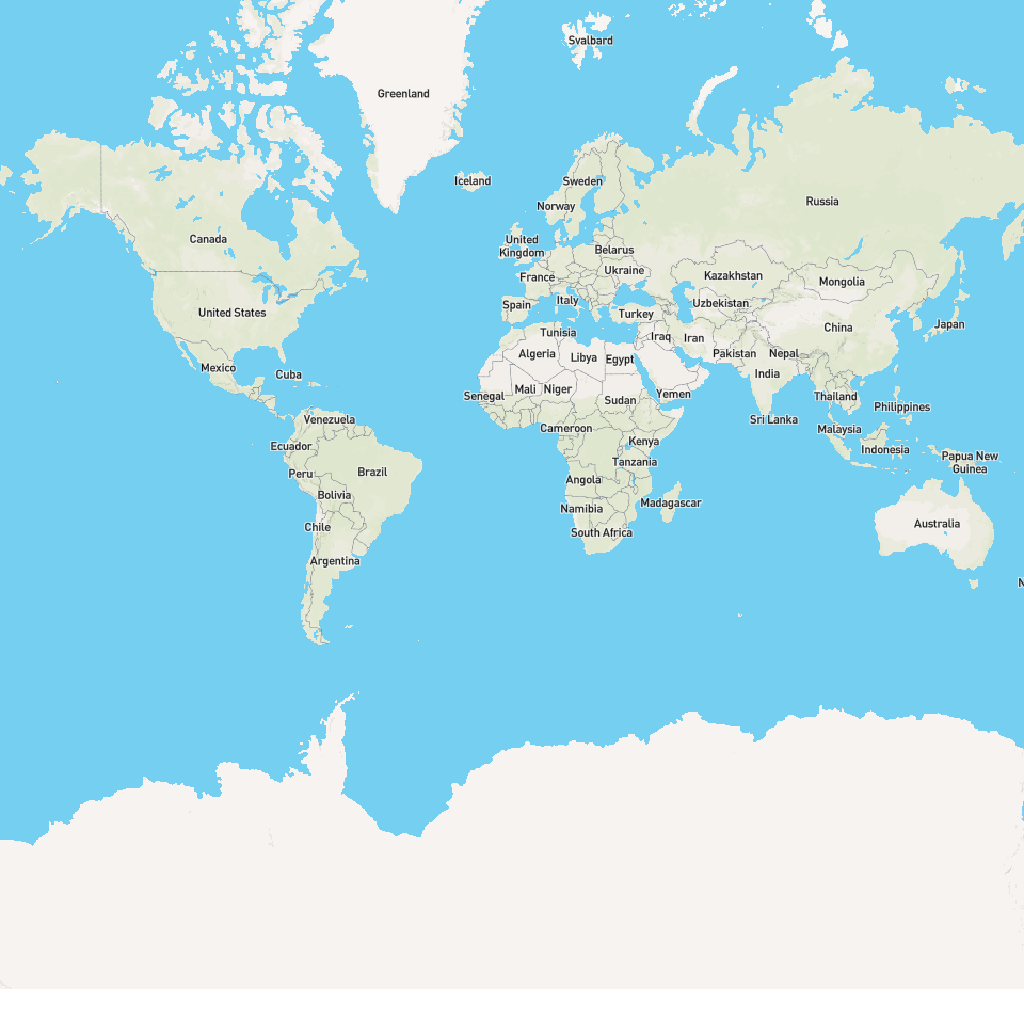 Svalbard
Greenland
Iceland
Sweden
Russia
Norway
Canada
United
Kingdom
Belarus
Ukraine
France
Kazakhstan
Mongolia
Italy
Spain
Uzbekistan
United States
Turkey
Japan
China
Tunisia
Iraq
Iran
Algeria
Libya
Egypt
Pakistan
Nepal
Mexico
Cuba
India
Mali
Niger
Senegal
Sudan
Yemen
Thailand
Philippines
Venezuela
Sri Lanka
Cameroon
Malaysia
Kenya
Ecuador
Indonesia
Papua New
Guinea
Tanzania
Peru
Brazil
Angola
Bolivia
Madagascar
Namibia
Chile
Australia
South Africa
Argentina
N